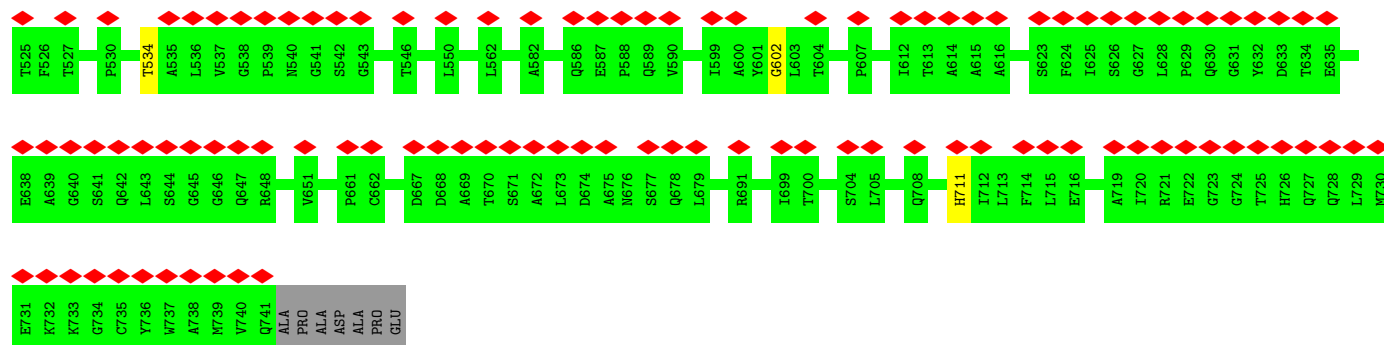 T525 F526 T527 P530 T534 A535 L536 V537 G538 P539 N540 G541 S542 G543 T546 L550 L562 A582 Q586 E587 P588 Q589 V590 I599 A600 Y601 G602 L603 T604 P607 I612 T613 A614 A615 A616 S623 F624 I625 S626 G627 L628 P629 Q630 G631 Y632 D633 T634 E635
E638 A639 G640 S641 Q642 L643 S644 G645 G646 Q647 R648 V651 P661 C662 D667 D668 A669 T670 S671 A672 L673 D674 A675 N676 S677 Q678 L679 R691 I699 T700 S704 L705 Q708 H711 I712 L713 F714 L715 E716 A719 I720 R721 E722 G723 G724 T725 H726 Q727 Q728 L729 M730
E731 K732 K733 G734 C735 Y736 W737 A738 M739 V740 Q741 ALA PRO ALA ASP ALA PRO GLU